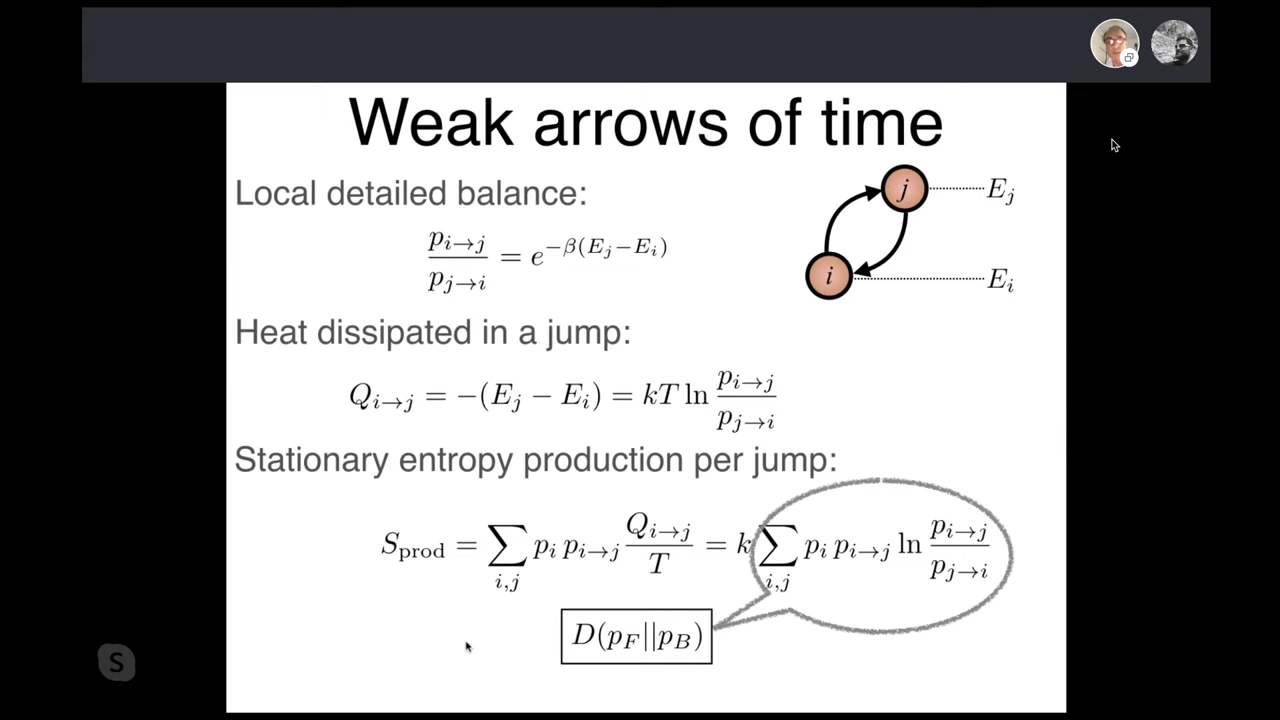 Weak arrows of time
Local detailed balance:
p_{i→j} / p_{j→i} = e^{−β(E_j−E_i)}
j E_j
i E_i
Heat dissipated in a jump:
Q_{i→j} = −(E_j − E_i) = kT ln p_{i→j} / p_{j→i}
Stationary entropy production per jump:
S_prod = ∑_{i,j} p_i p_{i→j} Q_{i→j} / T = k ∑_{i,j} p_i p_{i→j} ln p_{i→j} / p_{j→i}
D(p_F||p_B)
S